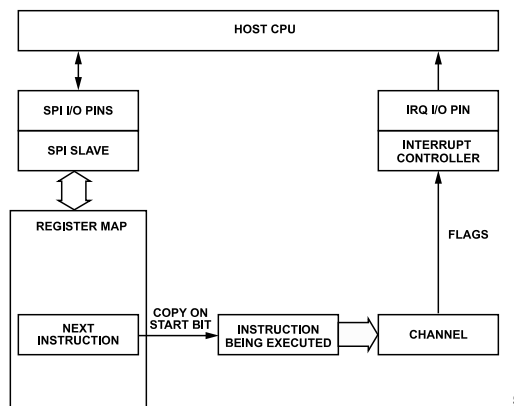 HOST CPU
SPI I/O PINS
SPI SLAVE
IRQ I/O PIN
INTERRUPT
CONTROLLER
REGISTER MAP
FLAGS
NEXT
INSTRUCTION
COPY ON
START BIT
INSTRUCTION
BEING EXECUTED
CHANNEL